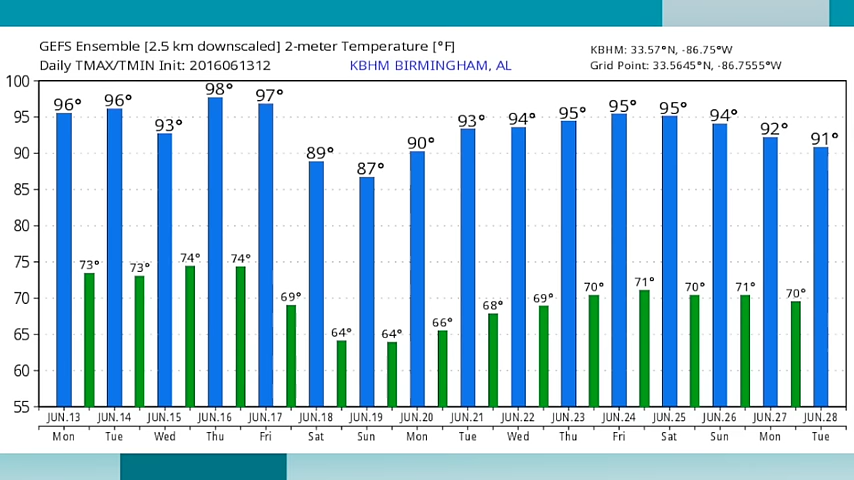 GEFS Ensemble [2.5 km downscaled] 2-meter Temperature [°F]
Daily TMAX/TMIN Init: 2016061312
KBHM BIRMINGHAM, AL
KBHM: 33.57°N, -86.75°W
Grid Point: 33.5645°N, -86.7555°W
100
95
90
85
80
75
70
65
60
55
96° 96° 93° 98° 97° 89° 87° 90° 93° 94° 95° 95° 95° 94° 92° 91°
73° 73° 74° 74° 69° 64° 64° 66° 68° 69° 70° 71° 70° 71° 70°
JUN.13 JUN.14 JUN.15 JUN.16 JUN.17 JUN.18 JUN.19 JUN.20 JUN.21 JUN.22 JUN.23 JUN.24 JUN.25 JUN.26 JUN.27 JUN.28
Mon Tue Wed Thu Fri Sat Sun Mon Tue Wed Thu Fri Sat Sun Mon Tue